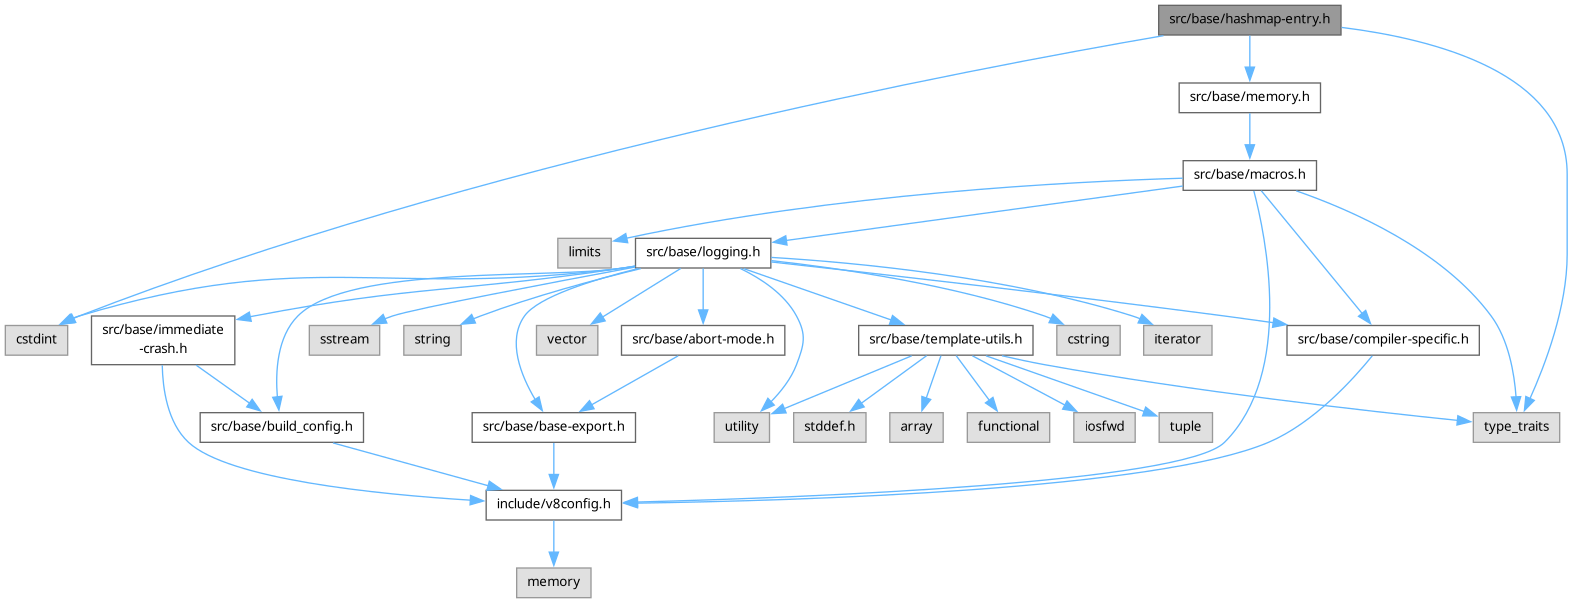 src/base/hashmap-entry.h
src/base/memory.h
src/base/macros.h
limits
src/base/logging.h
cstdint
src/base/immediate
-crash.h
sstream
string
vector
src/base/abort-mode.h
src/base/template-utils.h
cstring
iterator
src/base/compiler-specific.h
src/base/build_config.h
src/base/base-export.h
utility
stddef.h
array
functional
iosfwd
tuple
type_traits
include/v8config.h
memory